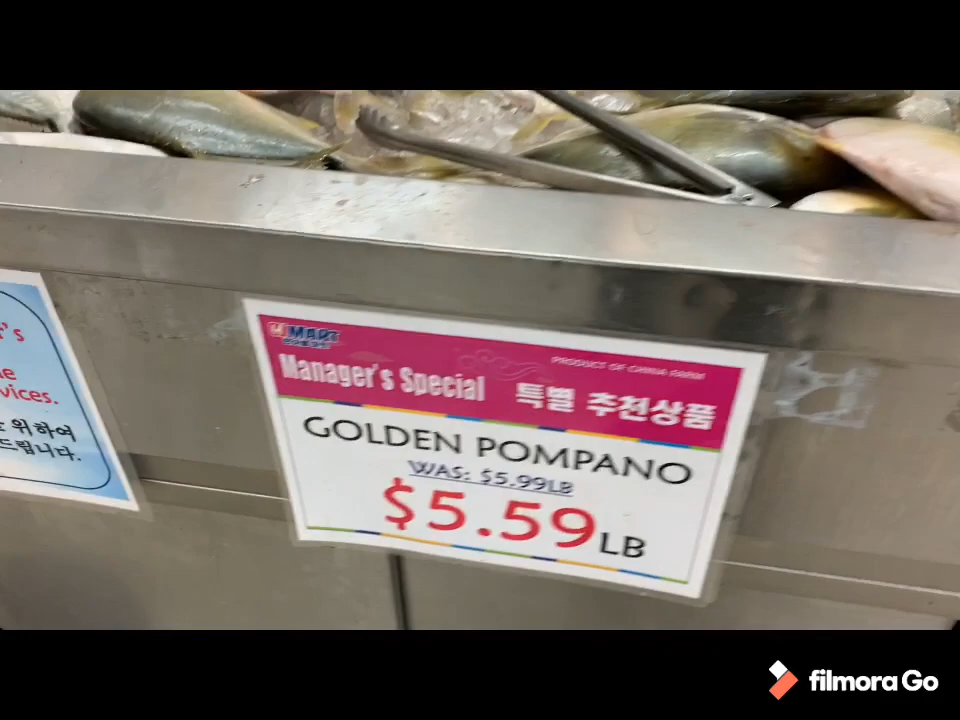 's
vices.
위하여
드립니다.
H MART
PRODUCT OF CHINA FARM
Manager's Special 특별 추천상품
GOLDEN POMPANO
WAS: $5.99LB
$5.59LB
filmora Go